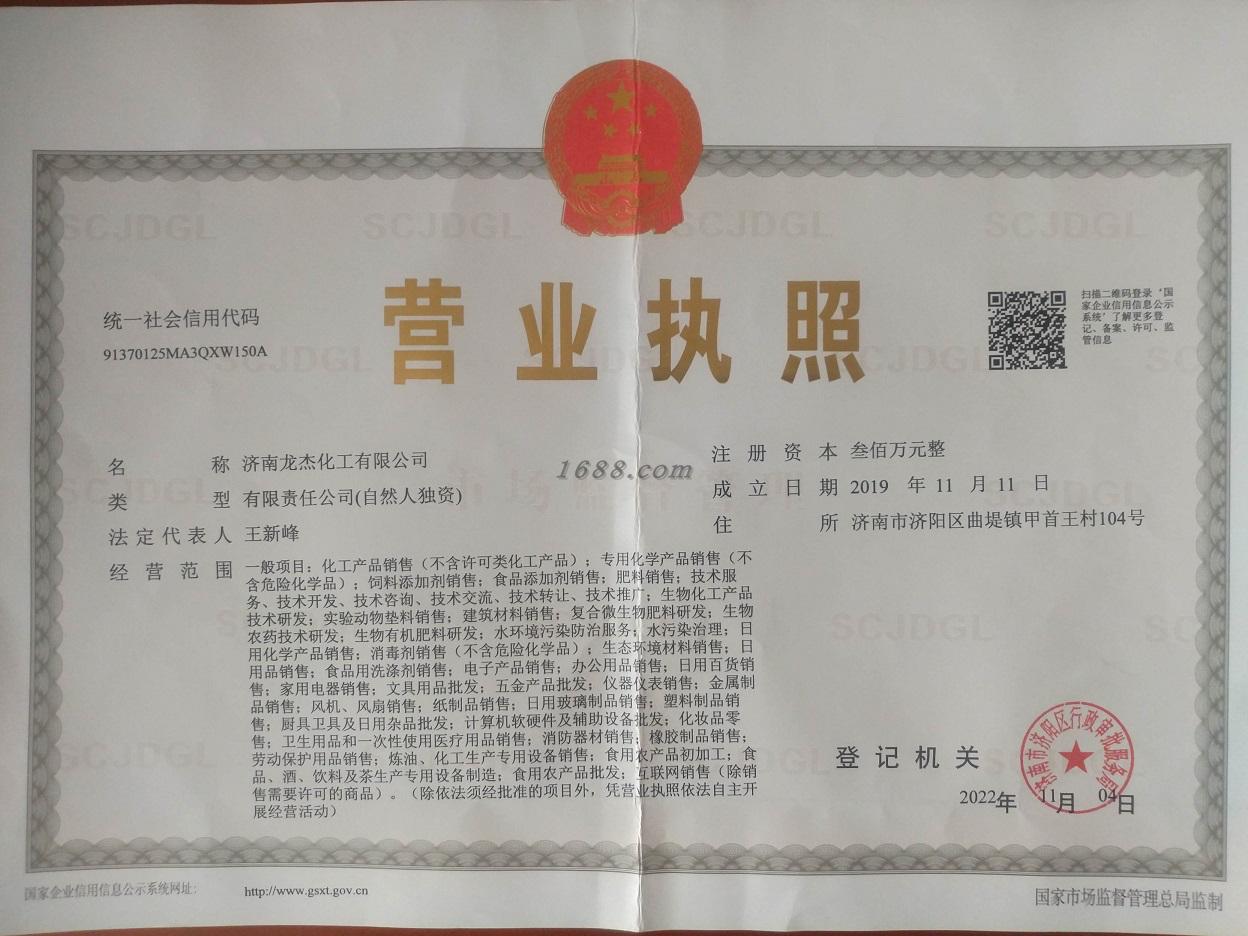 SCJDGL SCJDGL SCJDGL SCJDGL
营业执照
统一社会信用代码
91370125MA3QXW150A
扫描二维码登录‘国
家企业信用信息公示
系统’了解更多登
记、备案、许可、监
管信息
1688.com
名 称 济南龙杰化工有限公司
类 型 有限责任公司(自然人独资)
法定代表人 王新峰
经营范围 一般项目：化工产品销售（不含许可类化工产品）；专用化学产品销售（不
含危险化学品）；饲料添加剂销售；食品添加剂销售；肥料销售；技术服
务、技术开发、技术咨询、技术交流、技术转让、技术推广；生物化工产品
技术研发；实验动物垫料销售；建筑材料销售；复合微生物肥料研发；生物
农药技术研发；生物有机肥料研发；水环境污染防治服务；水污染治理；日
用化学产品销售；消毒剂销售（不含危险化学品）；生态环境材料销售；日
用品销售；食品用洗涤剂销售；电子产品销售；办公用品销售；日用百货销
售；家用电器销售；文具用品批发；五金产品批发；仪器仪表销售；金属制
品销售；风机、风扇销售；纸制品销售；日用玻璃制品销售；塑料制品销
售；厨具卫具及日用杂品批发；计算机软硬件及辅助设备批发；化妆品零
售；卫生用品和一次性使用医疗用品销售；消防器材销售；橡胶制品销售；
劳动保护用品销售；炼油、化工生产专用设备销售；食用农产品初加工；食
品、酒、饮料及茶生产专用设备制造；食用农产品批发；互联网销售（除销
售需要许可的商品）。（除依法须经批准的项目外，凭营业执照依法自主开
展经营活动）
注册资本 叁佰万元整
成立日期 2019 年 11 月 11 日
住 所 济南市济阳区曲堤镇甲首王村104号
登记机关
济南市济阳区行政审批服务局
2022年 11月 04日
国家企业信用信息公示系统网址: http://www.gsxt.gov.cn
国家市场监督管理总局监制